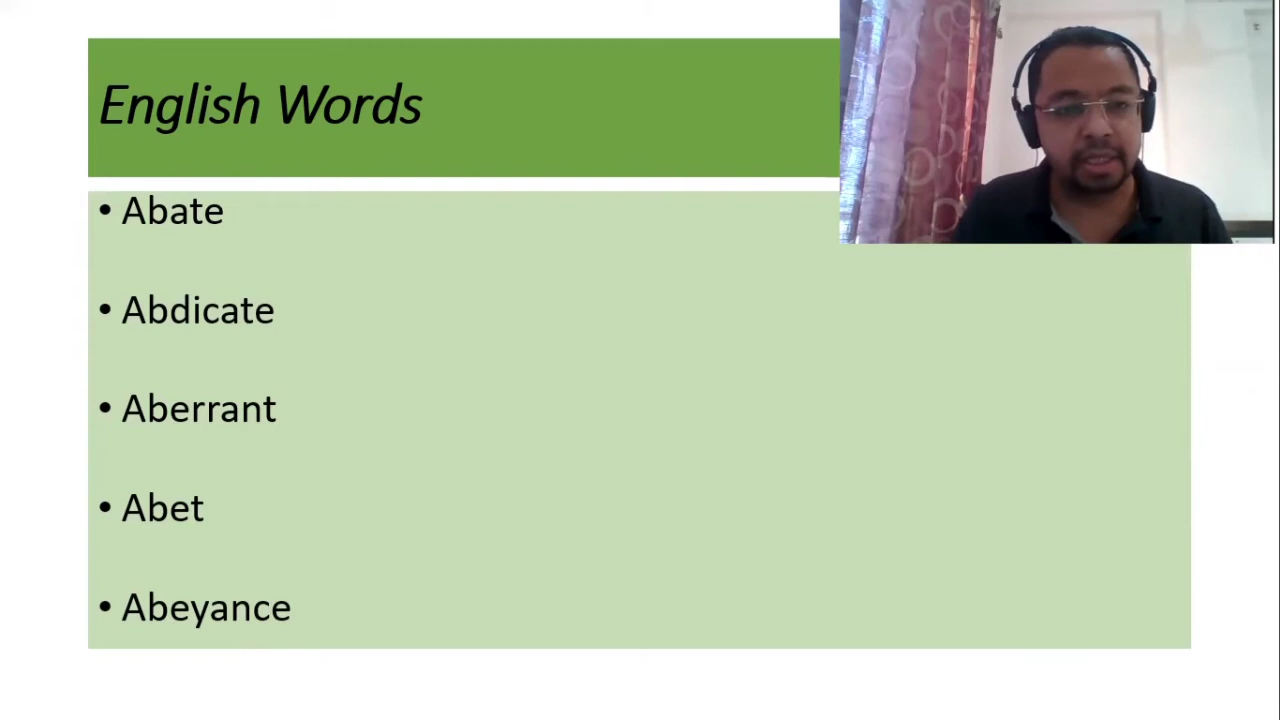 English Words
• Abate
• Abdicate
• Aberrant
• Abet
• Abeyance